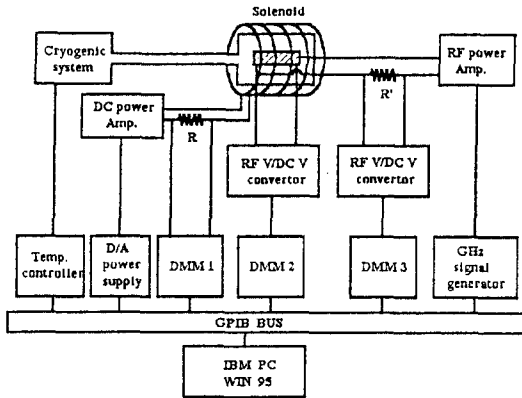 Solenoid
Cryogenic
system
RF power
Amp.
DC power
Amp.
R
R'
RF V/DC V
convertor
RF V/DC V
convertor
Temp.
controller
D/A
power
supply
DMM 1
DMM 2
DMM 3
GHz
signal
generator
GPIB BUS
IBM PC
WIN 95